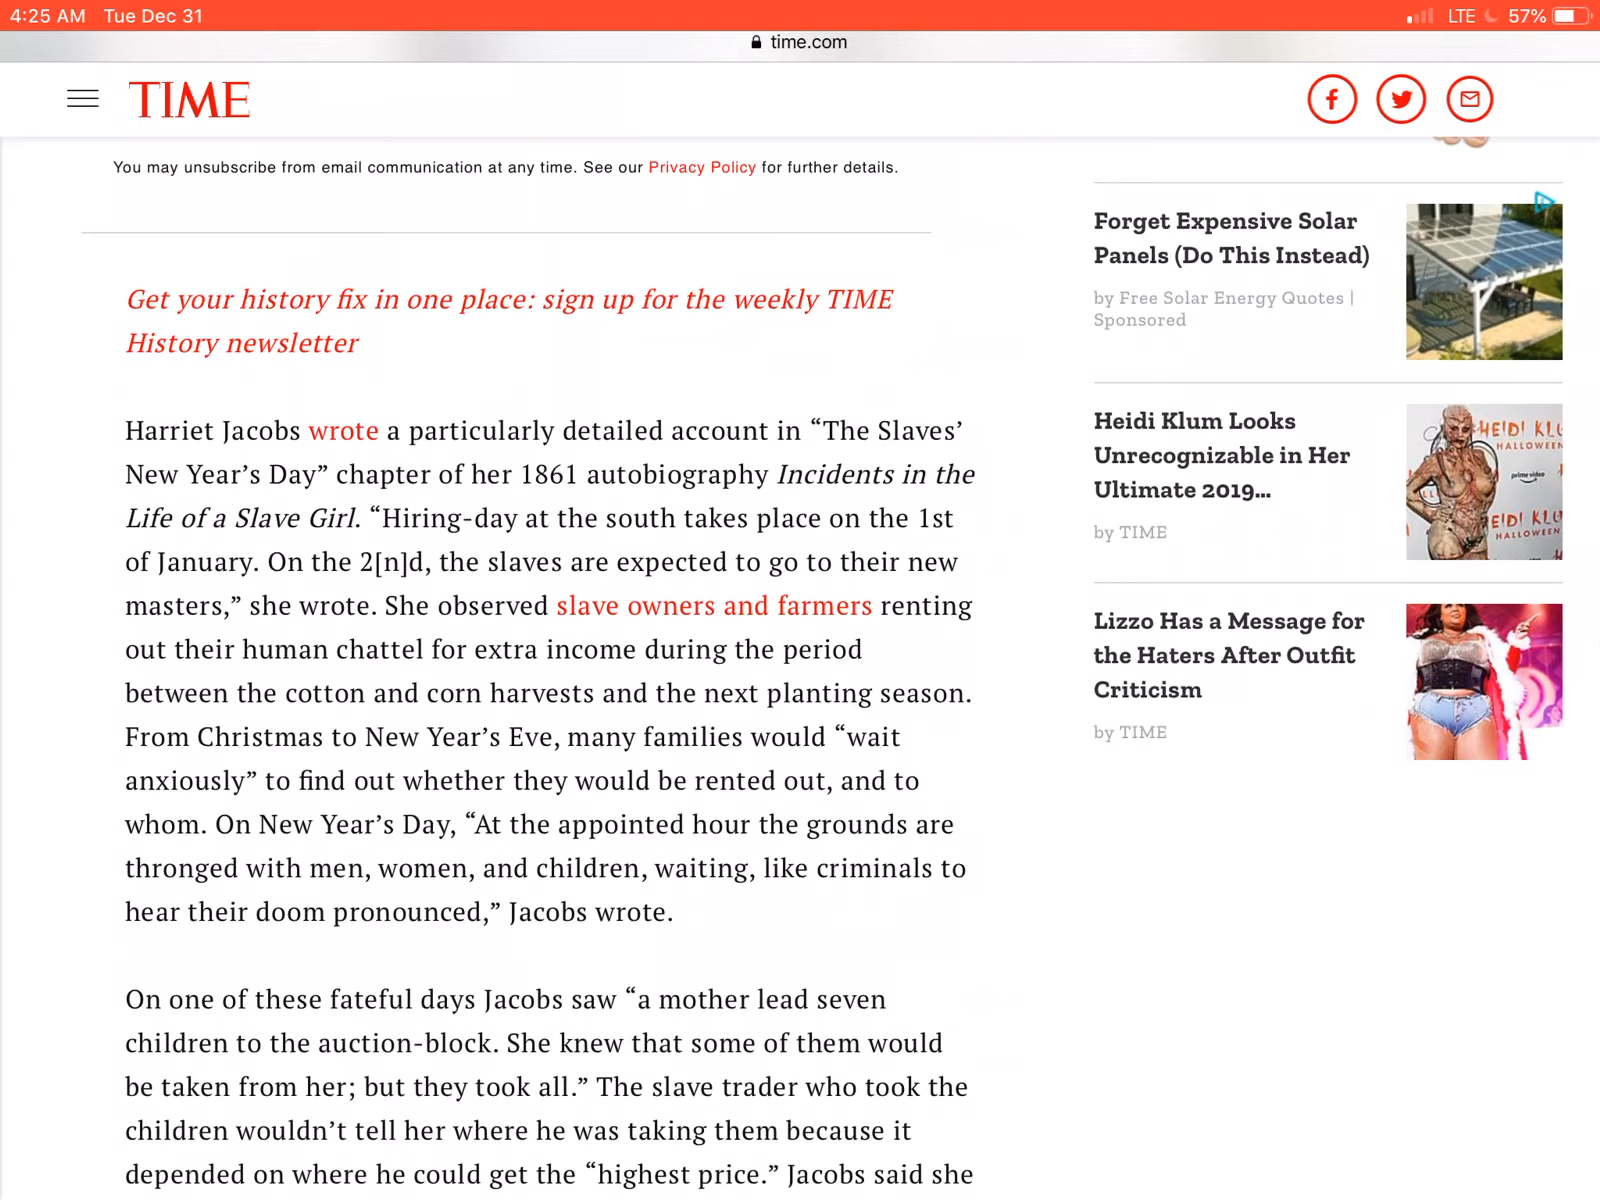 4:25 AM Tue Dec 31
LTE 57%
time.com
TIME
You may unsubscribe from email communication at any time. See our Privacy Policy for further details.
Get your history fix in one place: sign up for the weekly TIME
History newsletter
Harriet Jacobs wrote a particularly detailed account in “The Slaves’
New Year’s Day” chapter of her 1861 autobiography Incidents in the
Life of a Slave Girl. “Hiring-day at the south takes place on the 1st
of January. On the 2[n]d, the slaves are expected to go to their new
masters,” she wrote. She observed slave owners and farmers renting
out their human chattel for extra income during the period
between the cotton and corn harvests and the next planting season.
From Christmas to New Year’s Eve, many families would “wait
anxiously” to find out whether they would be rented out, and to
whom. On New Year’s Day, “At the appointed hour the grounds are
thronged with men, women, and children, waiting, like criminals to
hear their doom pronounced,” Jacobs wrote.
On one of these fateful days Jacobs saw “a mother lead seven
children to the auction-block. She knew that some of them would
be taken from her; but they took all.” The slave trader who took the
children wouldn’t tell her where he was taking them because it
depended on where he could get the “highest price.” Jacobs said she
Forget Expensive Solar
Panels (Do This Instead)
by Free Solar Energy Quotes |
Sponsored
Heidi Klum Looks
Unrecognizable in Her
Ultimate 2019...
by TIME
HEIDI KLU
HALLOWEEN
prime video
EIDI KLU
HALLOWEEN
Lizzo Has a Message for
the Haters After Outfit
Criticism
by TIME